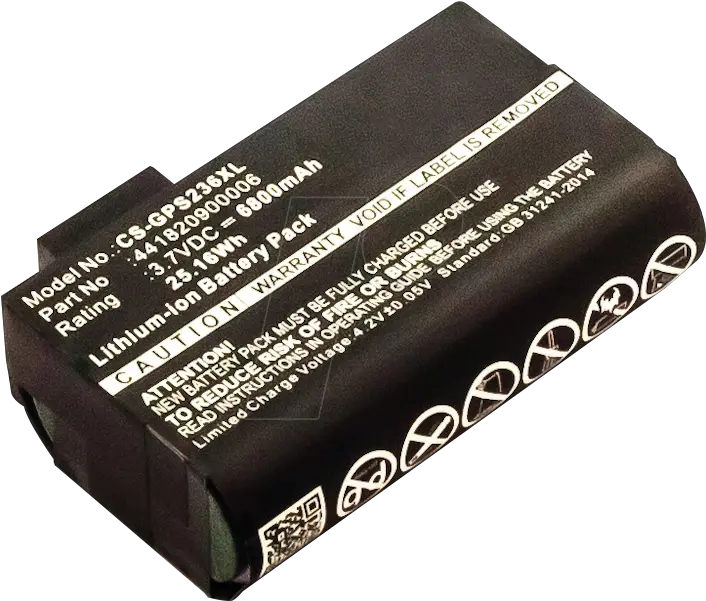 Model No.: CS-GPS236XL
Part No : 441820900006
Rating : 3.7VDC = 6800mAh
25.16Wh
Lithium-Ion Battery Pack
CAUTION WARRANTY VOID IF LABEL IS REMOVED
ATTENTION!
NEW BATTERY PACK MUST BE FULLY CHARGED BEFORE USE
TO REDUCE RISK OF FIRE OR BURNS
READ INSTRUCTIONS OPERATING GUIDE BEFORE USING THE BATTERY
Limited Charge Voltage:4.2V±0.05V Standard:GB 31241-2014